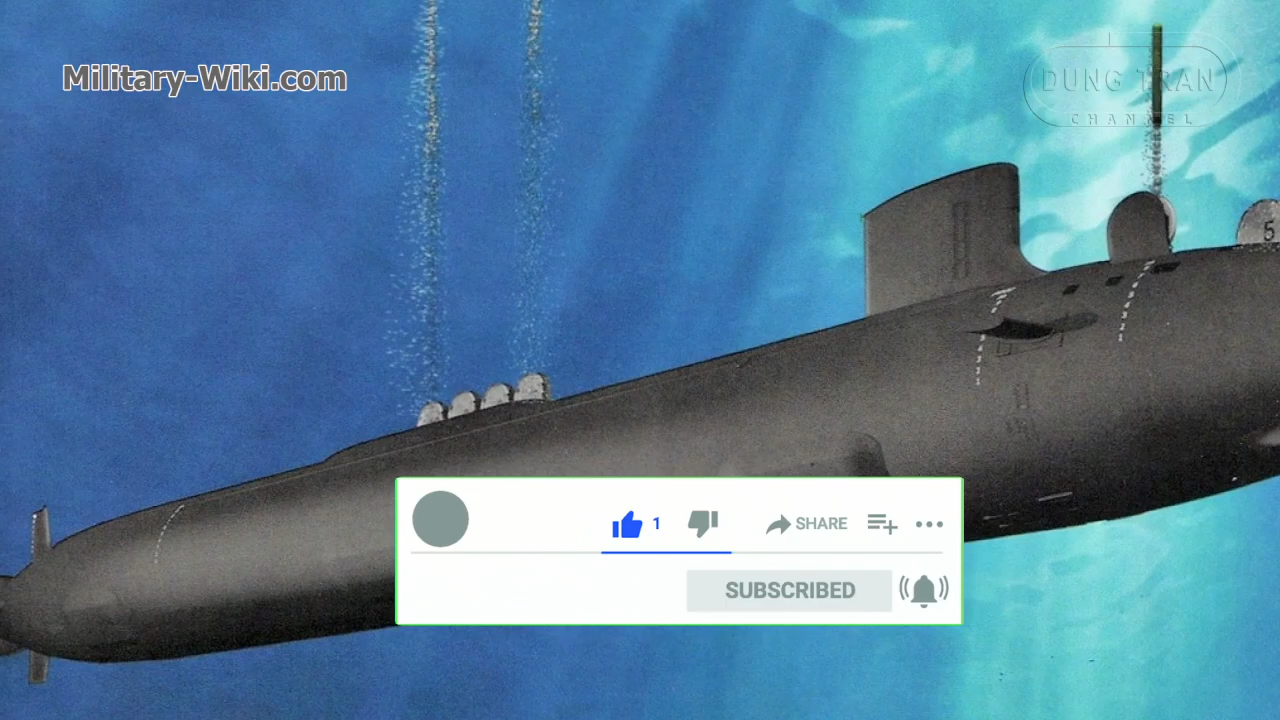 Military-Wiki.com
DUNG TRAN
CHANNEL
5
1
SHARE
SUBSCRIBED